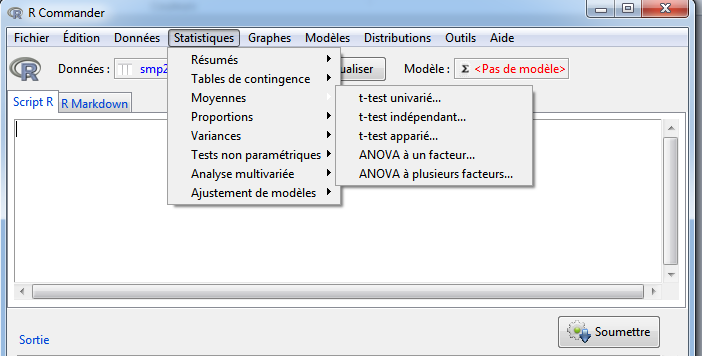 R Commander
Fichier Édition Données Statistiques Graphes Modèles Distributions Outils Aide
Données : smp2 ualiser Modèle : Σ <Pas de modèle>
Script R R Markdown
Résumés
Tables de contingence
Moyennes
Proportions
Variances
Tests non paramétriques
Analyse multivariée
Ajustement de modèles
t-test univarié...
t-test indépendant...
t-test apparié...
ANOVA à un facteur...
ANOVA à plusieurs facteurs...
Soumettre
Sortie